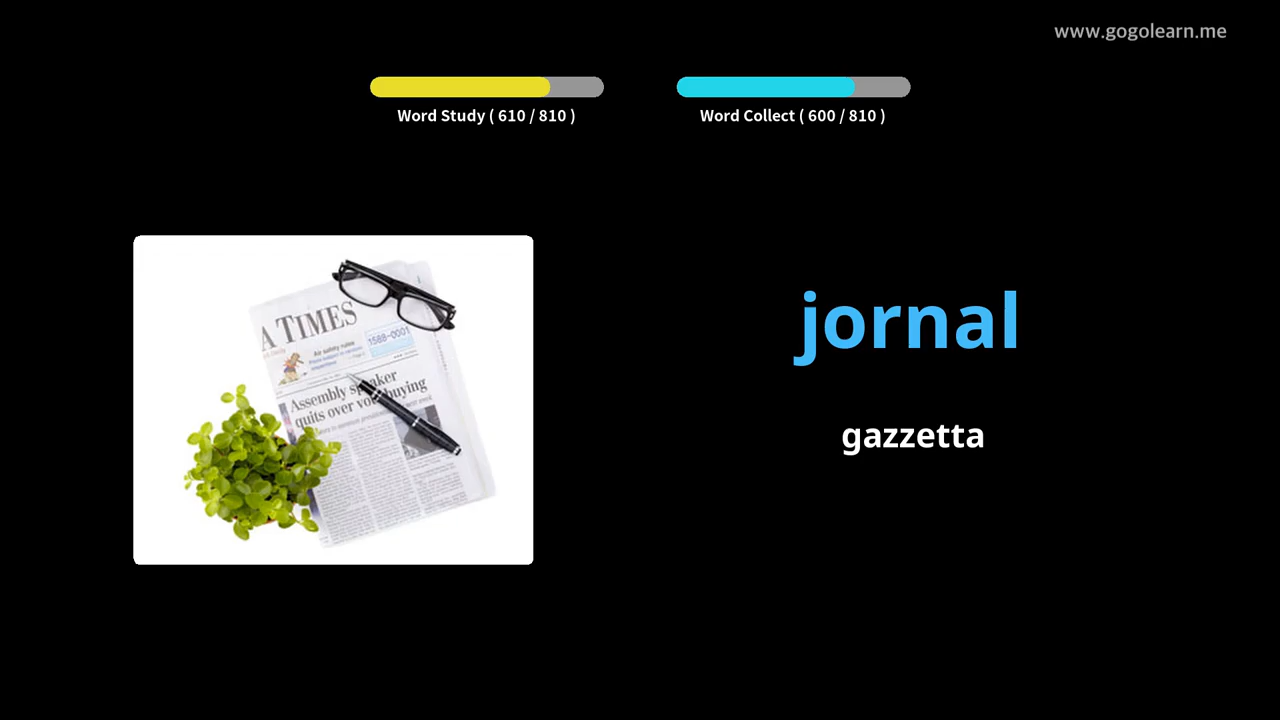 www.gogolearn.me
Word Study ( 610 / 810 )
Word Collect ( 600 / 810 )
A TIMES
Air safety rules
1588-0001
Assembly speaker
quits over vote buying
jornal
gazzetta